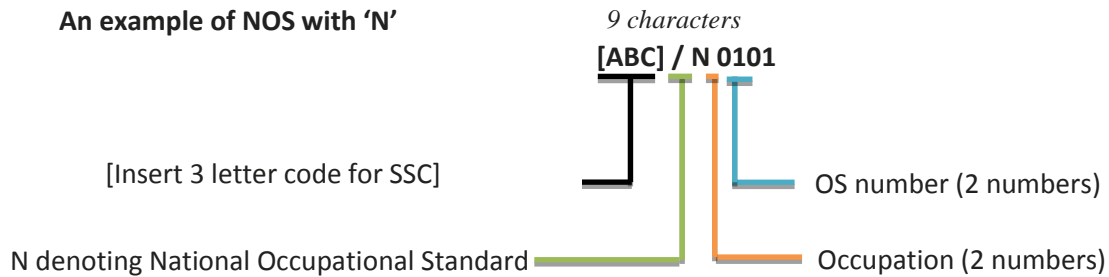 An example of NOS with ‘N’
9 characters
[ABC] / N 0101
[Insert 3 letter code for SSC]
OS number (2 numbers)
N denoting National Occupational Standard
Occupation (2 numbers)